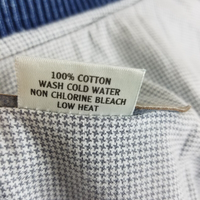 100% COTTON
WASH COLD WATER
NON CHLORINE BLEACH
LOW HEAT